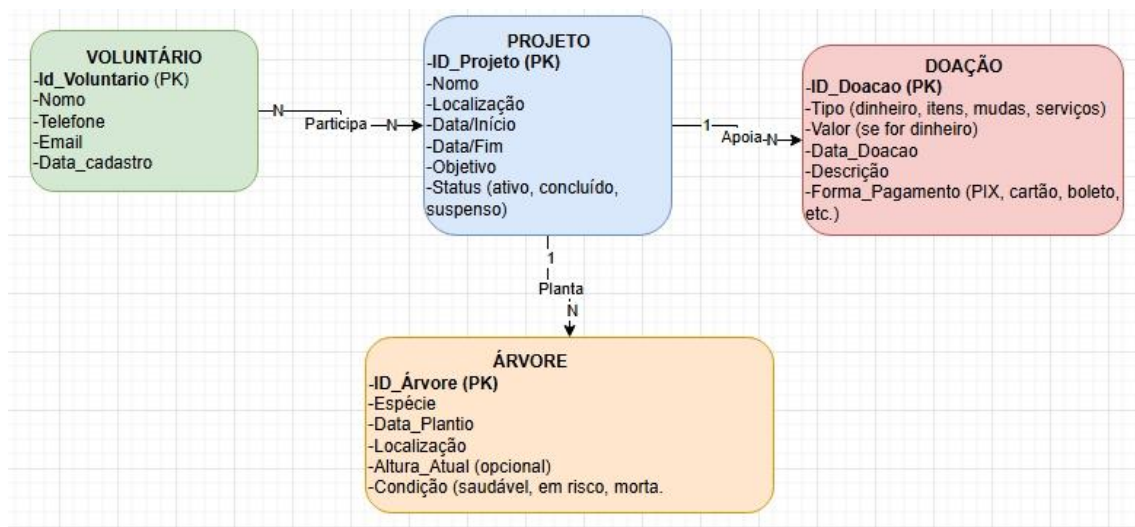 VOLUNTÁRIO
-Id_Voluntario (PK)
-Nomo
-Telefone
-Email
-Data_cadastro
N
Participa
N
PROJETO
-ID_Projeto (PK)
-Nomo
-Localização
-Data/Início
-Data/Fim
-Objetivo
-Status (ativo, concluído,
suspenso)
1
Apoia
N
DOAÇÃO
-ID_Doacao (PK)
-Tipo (dinheiro, itens, mudas, serviços)
-Valor (se for dinheiro)
-Data_Doacao
-Descrição
-Forma_Pagamento (PIX, cartão, boleto,
etc.)
1
Planta
N
ÁRVORE
-ID_Árvore (PK)
-Espécie
-Data_Plantio
-Localização
-Altura_Atual (opcional)
-Condição (saudável, em risco, morta.